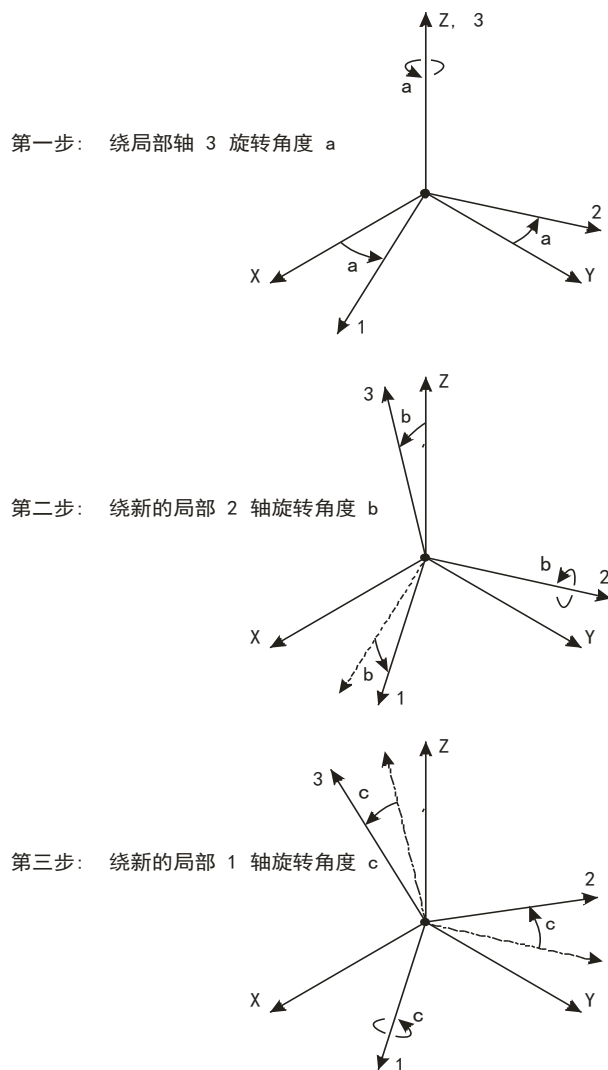 Z, 3
a
第一步: 绕局部轴 3 旋转角度 a
2
a
a
X
Y
1
Z
3
b
第二步: 绕新的局部 2 轴旋转角度 b
b
2
X
Y
b
1
Z
3
c
第三步: 绕新的局部 1 轴旋转角度 c
2
c
X
Y
c
1